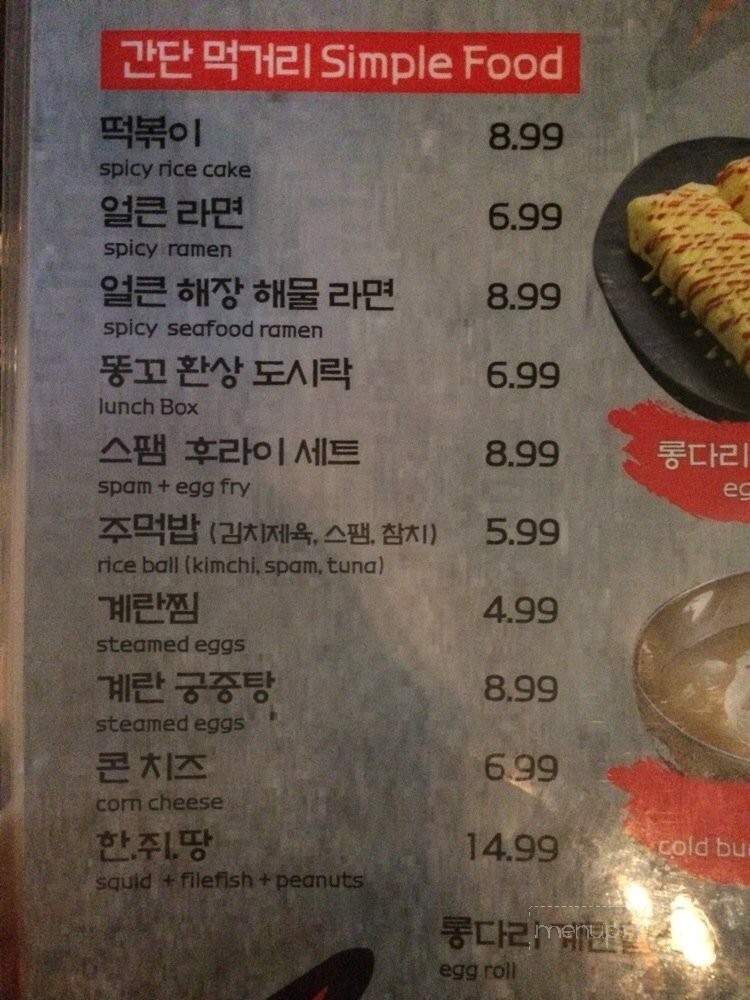 간단 먹거리 Simple Food
떡볶이 8.99
spicy rice cake
얼큰 라면 6.99
spicy ramen
얼큰 해장 해물 라면 8.99
spicy seafood ramen
똥꼬 환상 도시락 6.99
lunch Box
스팸 후라이 세트 8.99
spam + egg fry
주먹밥 (김치제육, 스팸, 참치) 5.99
rice ball (kimchi, spam, tuna)
계란찜 4.99
steamed eggs
계란 궁중탕 8.99
steamed eggs
콘 치즈 6.99
corn cheese
한.쥐.땅 14.99
squid + filefish + peanuts
롱다리
egg roll
롱다리
cold
menupix